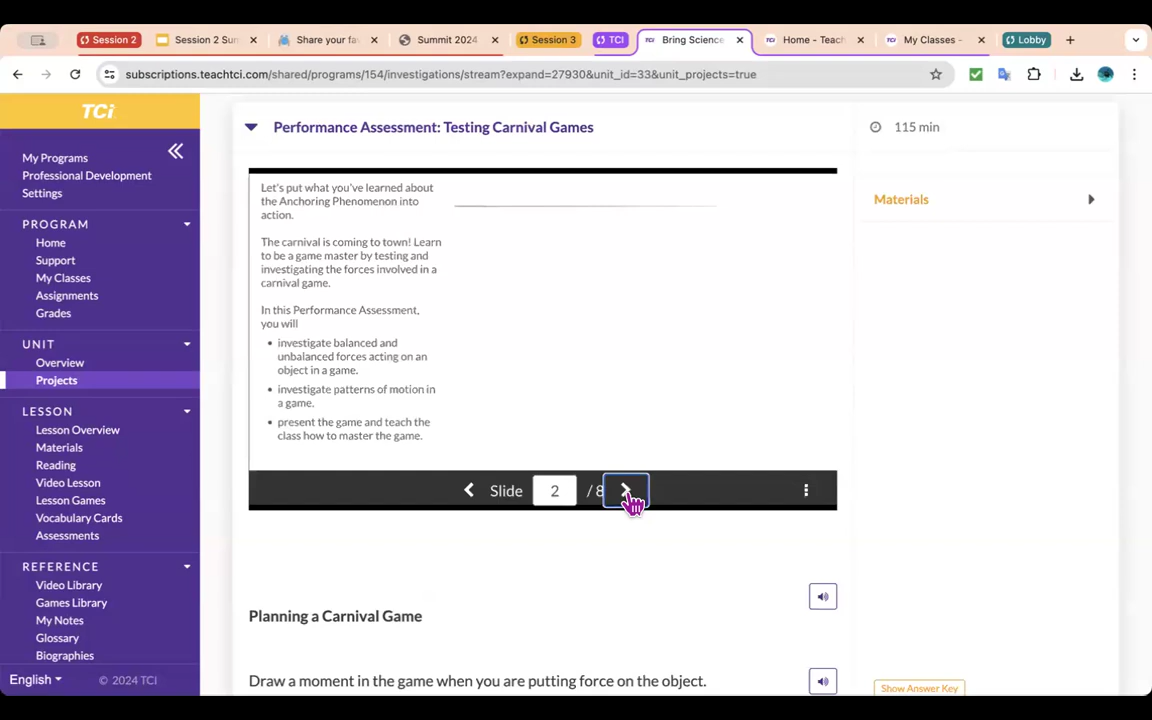 Session 2
Session 2 Sum
Share your fav
Summit 2024
Session 3
TCI
Bring Science
Home - Teach
My Classes -
Lobby
subscriptions.teachtci.com/shared/programs/154/investigations/stream?expand=27930&unit_id=33&unit_projects=true
TCi
My Programs
Professional Development
Settings
PROGRAM
Home
Support
My Classes
Assignments
Grades
UNIT
Overview
Projects
LESSON
Lesson Overview
Materials
Reading
Video Lesson
Lesson Games
Vocabulary Cards
Assessments
REFERENCE
Video Library
Games Library
My Notes
Glossary
Biographies
English
© 2024 TCI
Performance Assessment: Testing Carnival Games
115 min
Let's put what you've learned about
the Anchoring Phenomenon into
action.
The carnival is coming to town! Learn
to be a game master by testing and
investigating the forces involved in a
carnival game.
In this Performance Assessment,
you will
• investigate balanced and
unbalanced forces acting on an
object in a game.
• investigate patterns of motion in
a game.
• present the game and teach the
class how to master the game.
Slide 2 / 8
Materials
Planning a Carnival Game
Draw a moment in the game when you are putting force on the object.
Show Answer Key